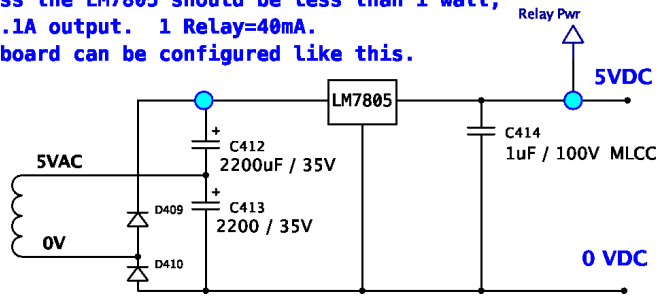 ss the LM7805 should be less than 1 watt,
.1A output.  1 Relay=40mA.
board can be configured like this.
Relay Pwr
5VDC
LM7805
C412
2200uF / 35V
C414
1uF / 100V MLCC
5VAC
D409
C413
2200 / 35V
0V
D410
0 VDC